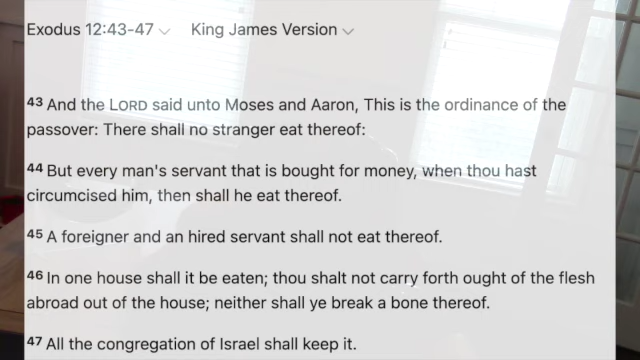 Exodus 12:43-47 King James Version
43 And the LORD said unto Moses and Aaron, This is the ordinance of the
passover: There shall no stranger eat thereof:
44 But every man's servant that is bought for money, when thou hast
circumcised him, then shall he eat thereof.
45 A foreigner and an hired servant shall not eat thereof.
46 In one house shall it be eaten; thou shalt not carry forth ought of the flesh
abroad out of the house; neither shall ye break a bone thereof.
47 All the congregation of Israel shall keep it.